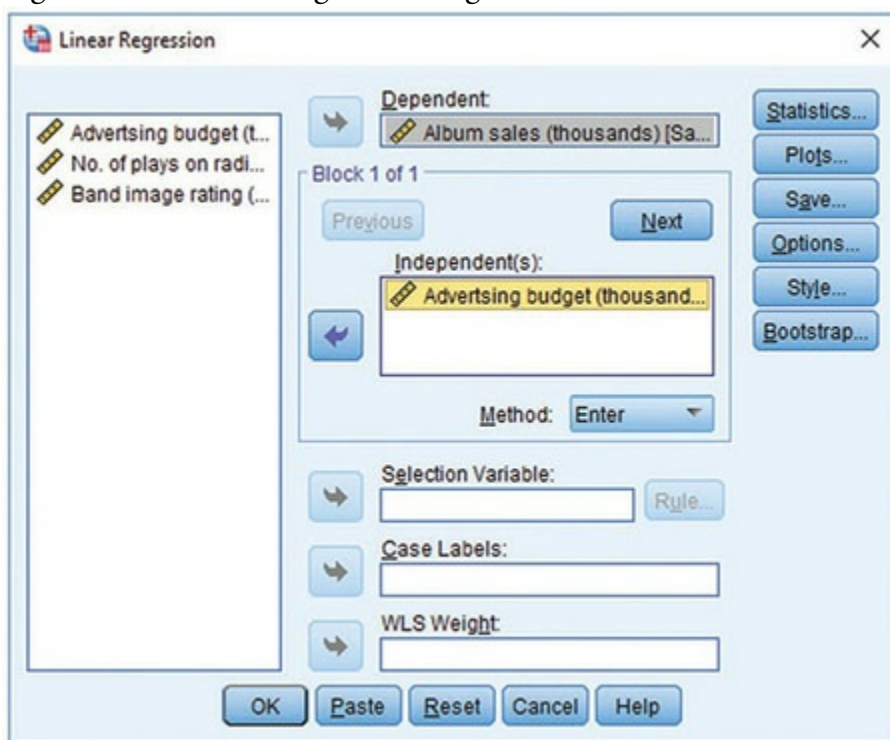 Linear Regression
Advertsing budget (t...
No. of plays on radi...
Band image rating (...
Dependent:
Album sales (thousands) [Sa...
Block 1 of 1
Previous
Next
Independent(s):
Advertsing budget (thousand...
Method: Enter
Selection Variable:
Rule...
Case Labels:
WLS Weight:
Statistics...
Plots...
Save...
Options...
Style...
Bootstrap...
OK Paste Reset Cancel Help